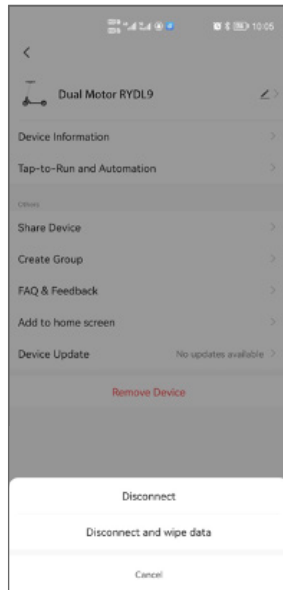 10:05
Dual Motor RYDL9
Device Information
Tap-to-Run and Automation
Others
Share Device
Create Group
FAQ & Feedback
Add to home screen
Device Update No updates available
Remove Device
Disconnect
Disconnect and wipe data
Cancel